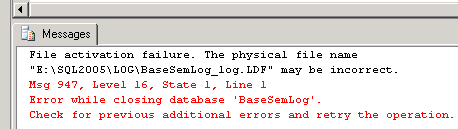 Messages
File activation failure. The physical file name
"E:\SQL2005\LOG\BaseSemLog_log.LDF" may be incorrect.
Msg 947, Level 16, State 1, Line 1
Error while closing database 'BaseSemLog'.
Check for previous additional errors and retry the operation.